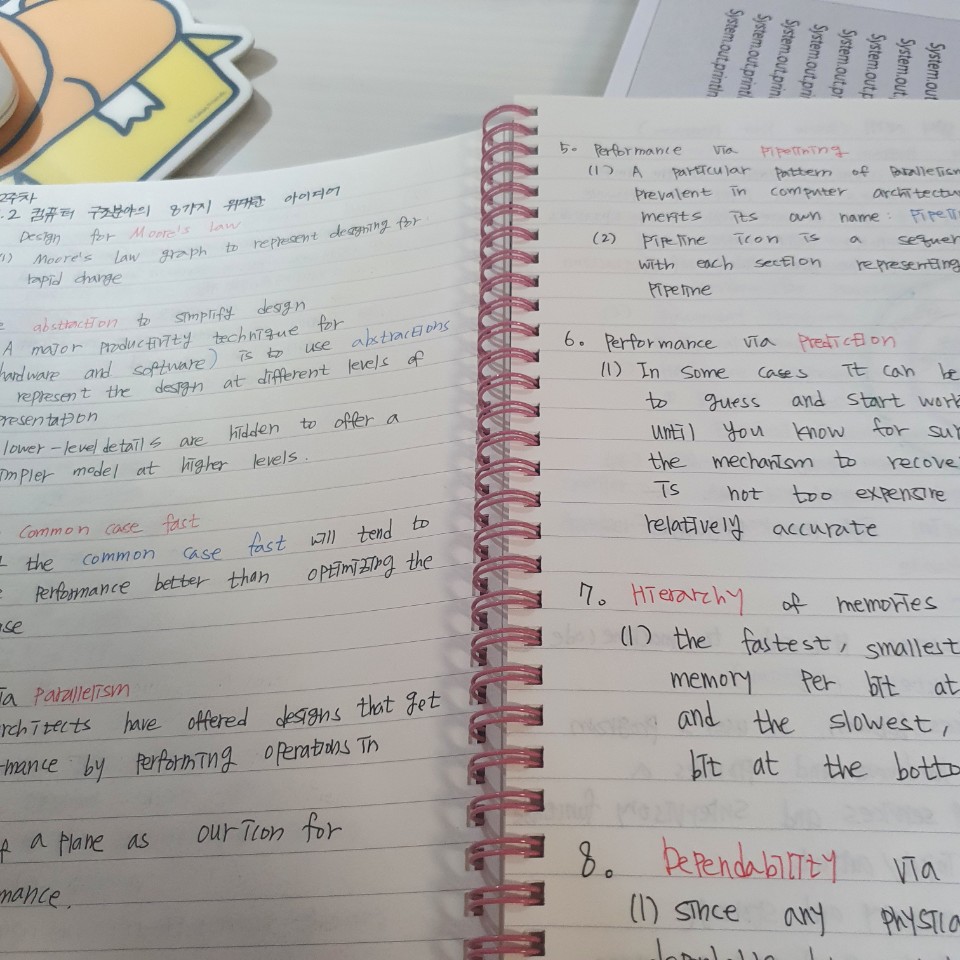 2주차
.2 컴퓨터 구조분야의 8가지 위대한 아이디어
Design for Moore's Law
(1) Moore's Law graph to represent designing for
rapid change
abstraction to simplify design
A major productivity technique for
hardware and software) is to use abstractions
represent the design at different levels of
presentation
lower-level details are hidden to offer a
impler model at higher levels.
common case fast
the common case fast will tend to
performance better than optimizing the
se
ia parallelism
rchitects have offered designs that get
mance by performing operations in
f a plane as our icon for
mance.
5. Performance via pipelining
(1) A particular pattern of parallelism
prevalent in computer architectu
merits its own name: pipeli
(2) pipeline icon is a sequen
with each section representing
pipeline
6. performance via prediction
(1) In some cases it can be
to guess and start work
until you know for sur
the mechanism to recove
is not too expensive
relatively accurate
7. Hierarchy of memories
(1) the fastest, smallest
memory per bit at
and the slowest,
bit at the botto
8. Dependability via
(1) since any physica
System.out.println
System.out.printl
System.out.prin
System.out.pri
System.out.pr
System.out.p
System.out.
System.out